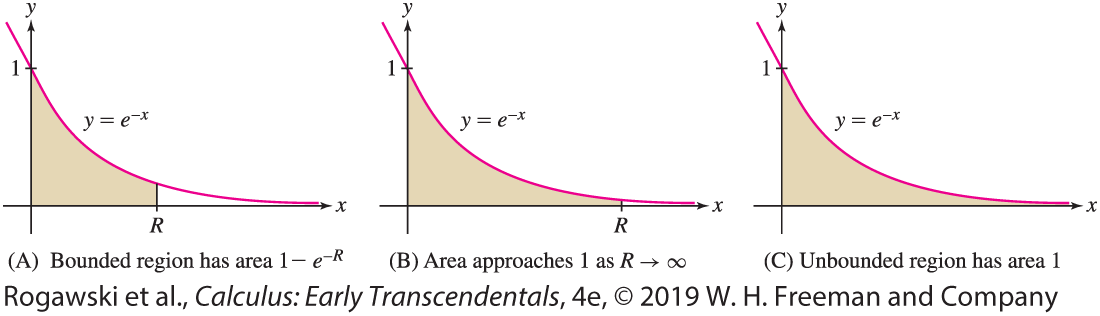 y
1
y = e⁻ˣ
x
R
(A) Bounded region has area 1− e⁻ᴿ
y
1
y = e⁻ˣ
x
R
(B) Area approaches 1 as R → ∞
y
1
y = e⁻ˣ
x
(C) Unbounded region has area 1
Rogawski et al., Calculus: Early Transcendentals, 4e, © 2019 W. H. Freeman and Company